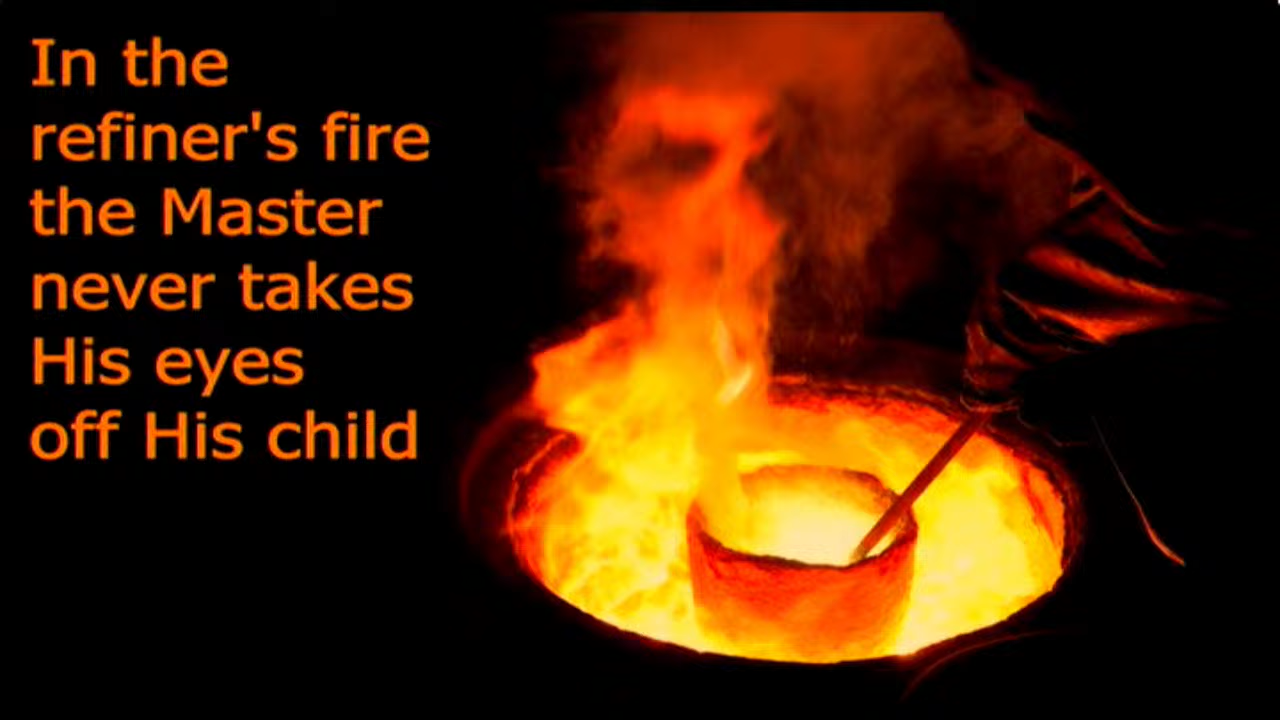 In the
refiner's fire
the Master
never takes
His eyes
off His child